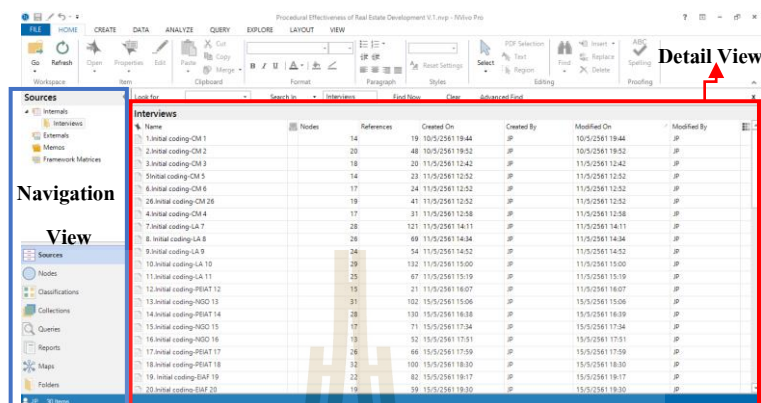 Procedural Effectiveness of Real Estate Development V.1.nvp - NVivo Pro
FILE HOME CREATE DATA ANALYZE QUERY EXPLORE LAYOUT VIEW
Go Refresh Open Properties Edit Paste Cut Copy Merge
B I U A Reset Settings Select PDF Selection Text Region Find Insert Replace Delete ABC Spelling
Workspace Item Clipboard Format Paragraph Styles Editing Proofing
Detail View
Sources Look for Search In Interviews Find Now Clear Advanced Find x
Internals
Interviews
Externals
Memos
Framework Matrices
Navigation View
Sources
Nodes
Classifications
Collections
Queries
Reports
Maps
Folders
JP 30 Items
Interviews
Name Nodes References Created On Created By Modified On Modified By
1.Initial coding-CM 1 14 19 10/5/2561 19:44 JP 10/5/2561 19:44 JP
2.Initial coding-CM 2 20 48 10/5/2561 19:52 JP 10/5/2561 19:52 JP
3.Initial coding-CM 3 18 20 11/5/2561 12:42 JP 11/5/2561 12:42 JP
5Initial coding-CM 5 14 23 11/5/2561 12:52 JP 11/5/2561 12:52 JP
6.Initial coding-CM 6 17 24 11/5/2561 12:52 JP 11/5/2561 12:52 JP
26.Initial coding-CM 26 19 41 11/5/2561 12:52 JP 11/5/2561 12:52 JP
4.Initial coding-CM 4 17 31 11/5/2561 12:58 JP 11/5/2561 12:58 JP
7.Initial coding-LA 7 28 121 11/5/2561 14:11 JP 11/5/2561 14:11 JP
8. Initial coding-LA 8 26 69 11/5/2561 14:34 JP 11/5/2561 14:34 JP
9.Initial coding-LA 9 24 54 11/5/2561 14:52 JP 11/5/2561 14:52 JP
10.Initial coding-LA 10 29 132 11/5/2561 15:00 JP 11/5/2561 15:00 JP
11.Initial coding-LA 11 25 67 11/5/2561 15:19 JP 11/5/2561 15:19 JP
12.Initial coding-PEIAT 12 15 21 11/5/2561 16:07 JP 11/5/2561 16:07 JP
13.Initial coding-NGO 13 31 102 15/5/2561 15:06 JP 15/5/2561 15:06 JP
14.Initial coding-PEIAT 14 28 130 15/5/2561 16:38 JP 15/5/2561 16:39 JP
15.Initial coding-NGO 15 17 71 15/5/2561 17:34 JP 15/5/2561 17:34 JP
16.Initial coding-NGO 16 13 52 15/5/2561 17:51 JP 15/5/2561 17:51 JP
17.Initial coding-PEIAT 17 26 66 15/5/2561 17:59 JP 15/5/2561 17:59 JP
18.Initial coding-PEIAT 18 32 100 15/5/2561 18:30 JP 15/5/2561 18:30 JP
19. Initial coding-EIAF 19 22 82 15/5/2561 19:17 JP 15/5/2561 19:17 JP
20.Initial coding-EIAF 20 19 59 15/5/2561 19:30 JP 15/5/2561 19:30 JP